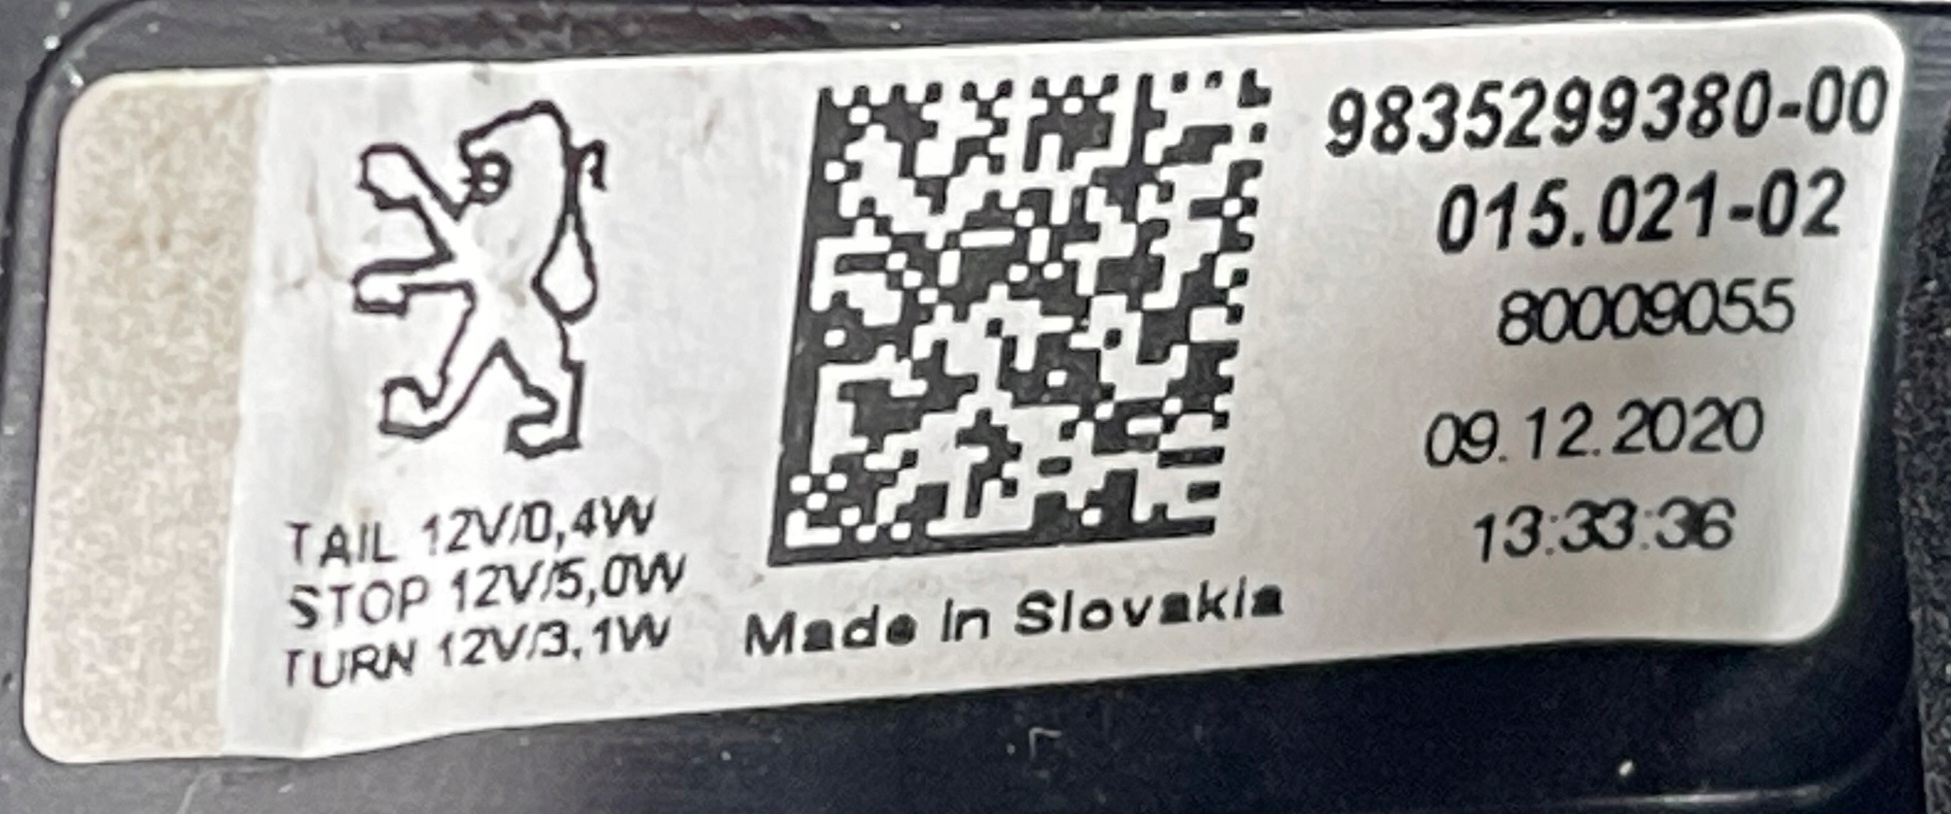 9835299380-00
015.021-02
80009055
09.12.2020
13:33:36
TAIL 12V/0,4W
STOP 12V/5,0W
TURN 12V/3,1W
Made in Slovakia